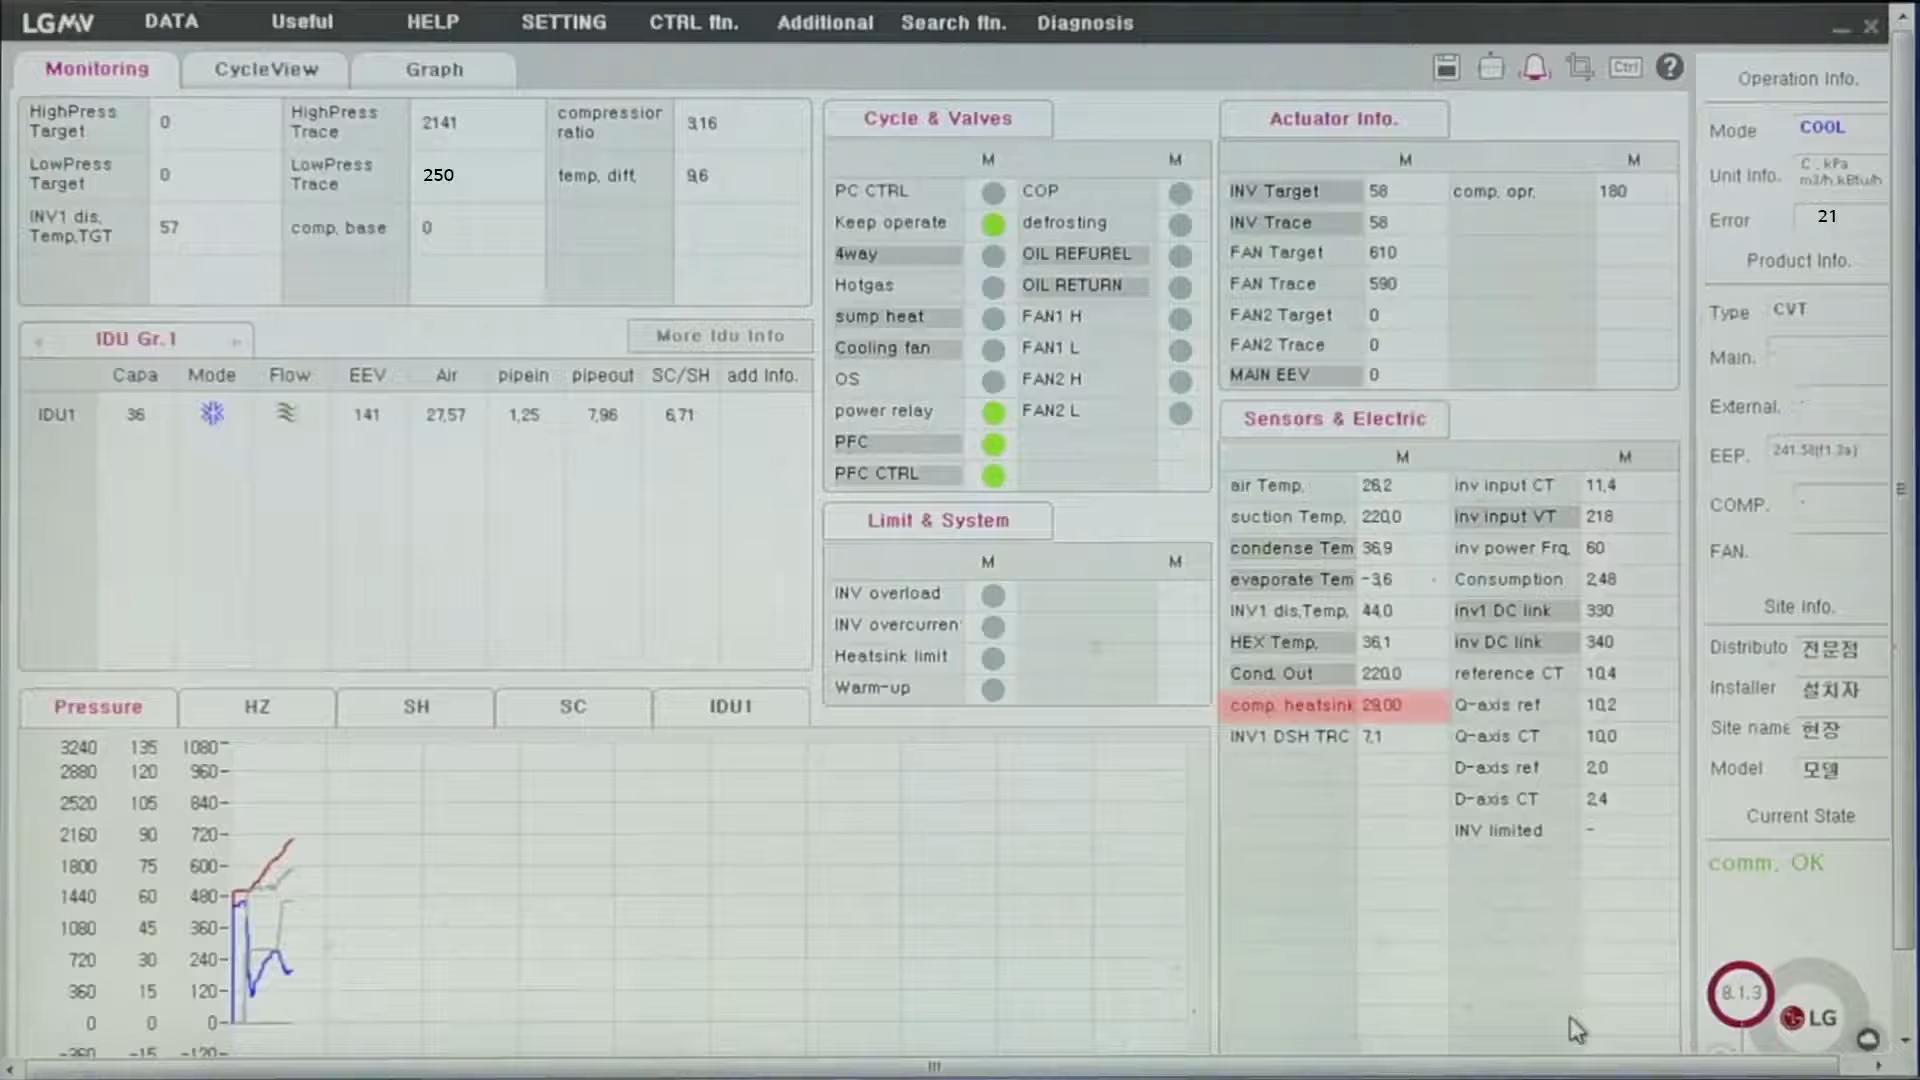 LGMV DATA Useful HELP SETTING CTRL ftn. Additional Search ftn. Diagnosis
Monitoring CycleView Graph
Ctrl ?
HighPress Target 0 HighPress Trace 2141 compression ratio 3,16
LowPress Target 0 LowPress Trace 250 temp, diff, 9,6
INV1 dis, Temp,TGT 57 comp, base 0
IDU Gr.1 More Idu Info
Capa Mode Flow EEV Air pipein pipeout SC/SH add Info.
IDU1 36 141 27,57 1,25 7,96 6,71
Pressure HZ SH SC IDU1
3240 135 1080
2880 120 960
2520 105 840
2160 90 720
1800 75 600
1440 60 480
1080 45 360
720 30 240
360 15 120
0 0 0
-360 -15 -120
Cycle & Valves
M M
PC CTRL COP
Keep operate defrosting
4way OIL REFUREL
Hotgas OIL RETURN
sump heat FAN1 H
Cooling fan FAN1 L
OS FAN2 H
power relay FAN2 L
PFC
PFC CTRL
Limit & System
M M
INV overload
INV overcurren
Heatsink limit
Warm-up
Actuator Info.
M M
INV Target 58 comp, opr, 180
INV Trace 58
FAN Target 610
FAN Trace 590
FAN2 Target 0
FAN2 Trace 0
MAIN EEV 0
Sensors & Electric
M M
air Temp, 26,2 inv input CT 11,4
suction Temp, 220,0 inv input VT 218
condense Tem 36,9 inv power Frq, 60
evaporate Tem -3,6 Consumption 2,48
INV1 dis,Temp, 44,0 inv1 DC link 330
HEX Temp, 36,1 inv DC link 340
Cond, Out 220,0 reference CT 10,4
comp, heatsink 29,00 Q-axis ref 10,2
INV1 DSH TRC 7,1 Q-axis CT 10,0
D-axis ref 2,0
D-axis CT 2,4
INV limited -
Operation Info.
Mode COOL
Unit Info. C , kPa m3/h,kBtu/h
Error 21
Product Info.
Type CVT
Main.
External.
EEP.
COMP. -
FAN.
Site Info.
Distributo 전문점
Installer 설치자
Site name 현장
Model 모델
Current State
comm, OK
8.1.3
LG